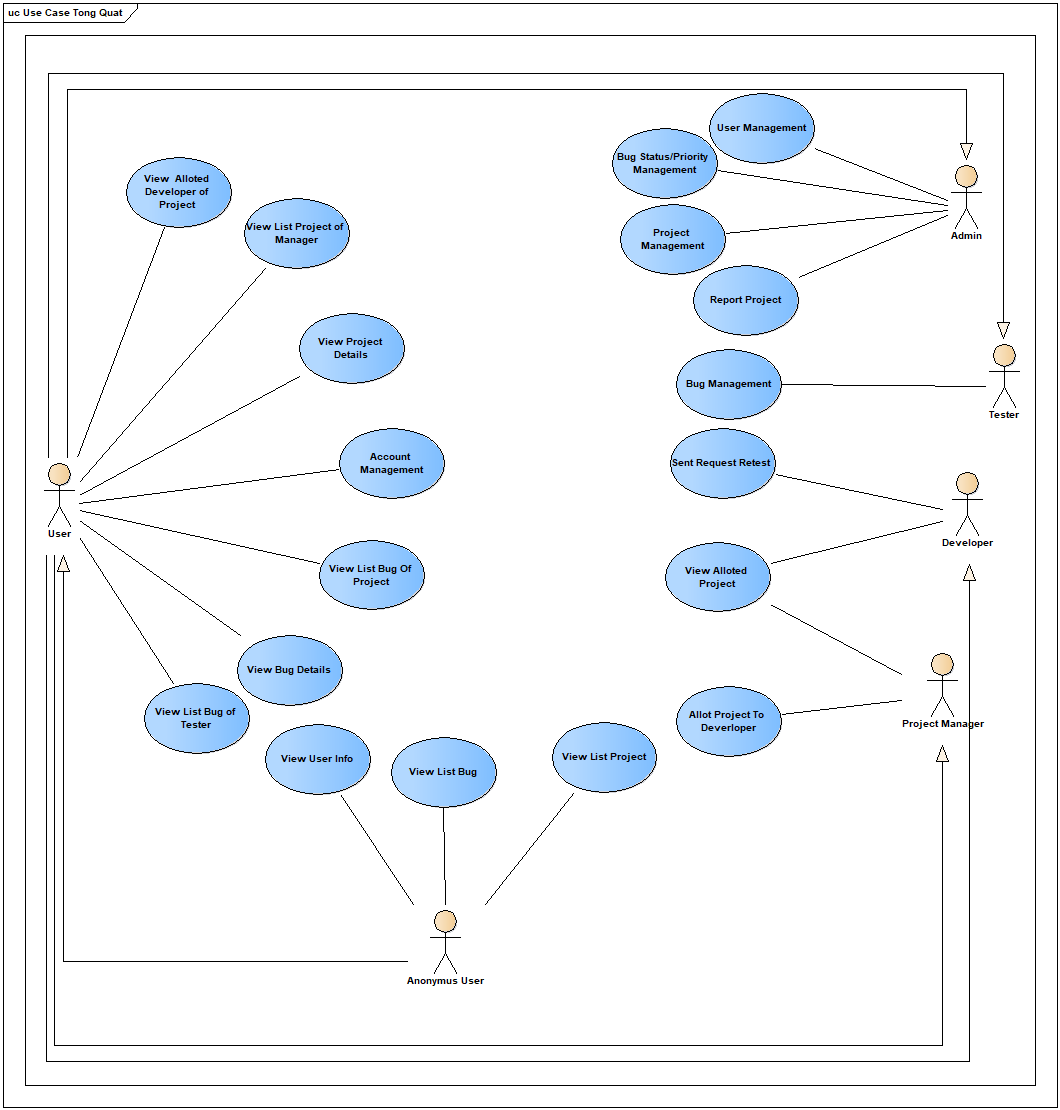 uc Use Case Tong Quat
User Management
Bug Status/Priority
Management
View  Alloted
Developer of
Project
View List Project of
Manager
Project
Management
Admin
Report Project
View Project
Details
Bug Management
Tester
Account
Management
Sent Request Retest
User
Developer
View List Bug Of
Project
View Alloted
Project
View Bug Details
View List Bug of
Tester
Allot Project To
Deverloper
Project Manager
View User Info
View List Bug
View List Project
Anonymus User